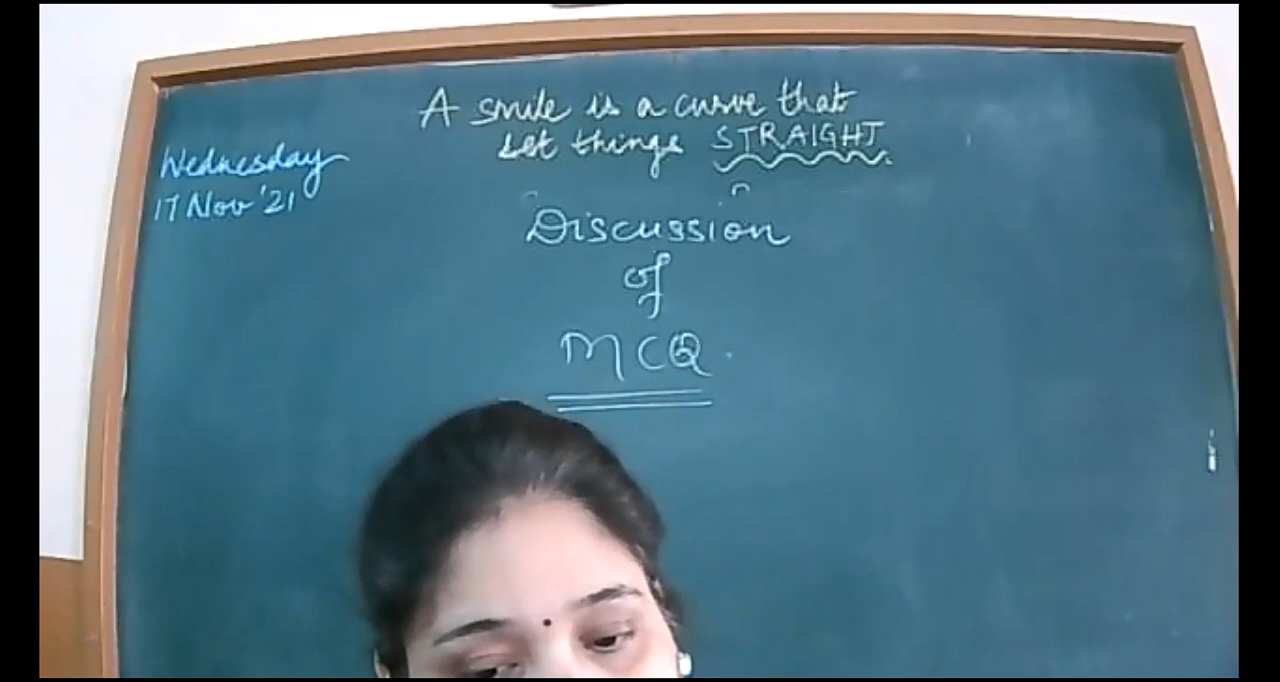 A smile is a curve that
set things STRAIGHT
Wednesday
17 Nov '21
Discussion
of
MCQ.